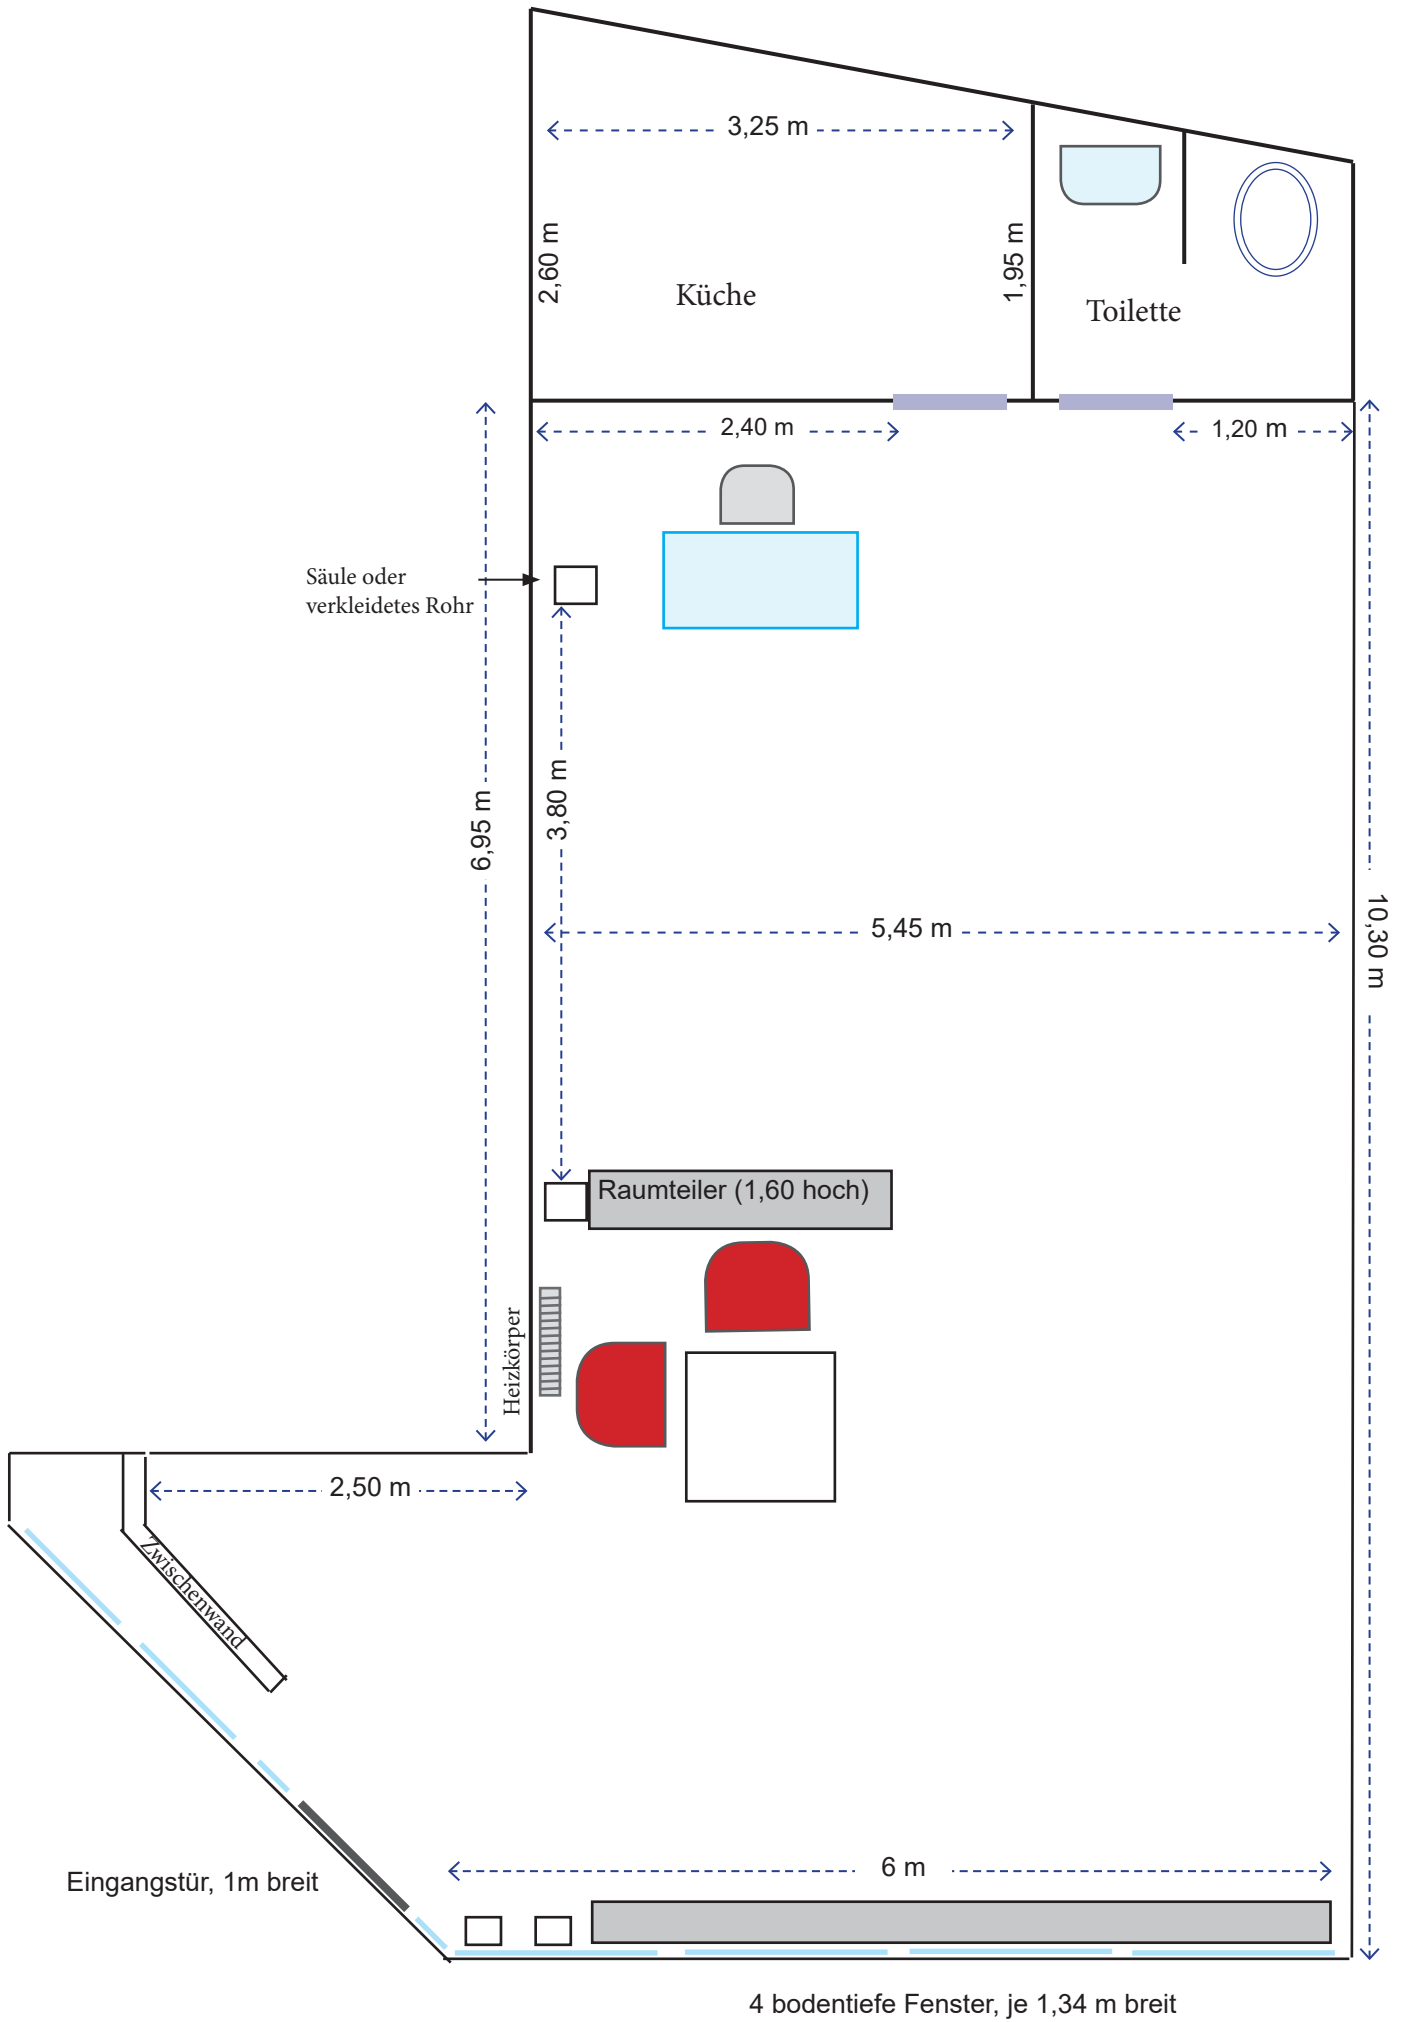 3,25 m
2,60 m
1,95 m
Küche
Toilette
2,40 m
1,20 m
Säule oder
verkleidetes Rohr
6,95 m
3,80 m
5,45 m
10,30 m
Raumteiler (1,60 hoch)
Heizkörper
2,50 m
Zwischenwand
6 m
Eingangstür, 1m breit
4 bodentiefe Fenster, je 1,34 m breit